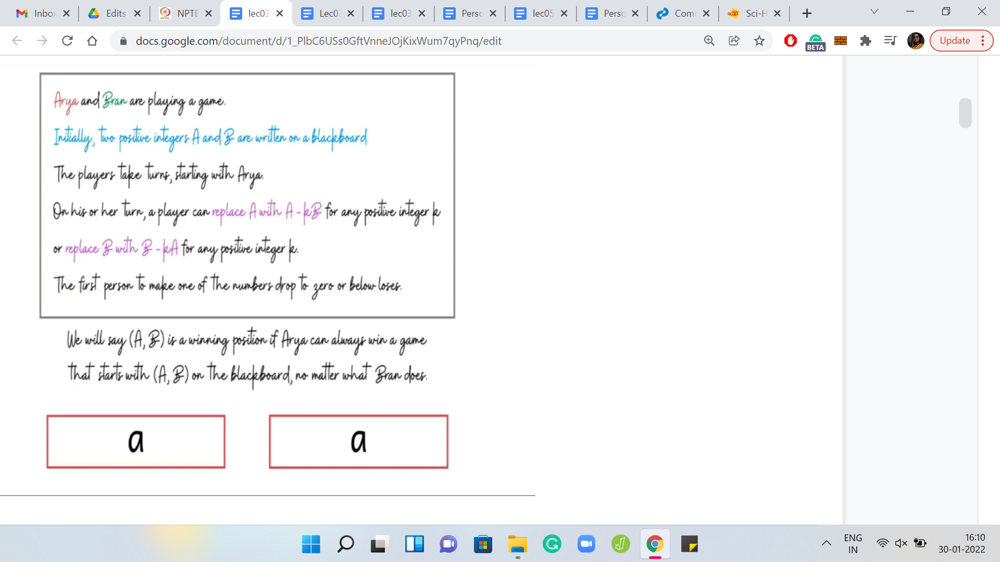 Inbox
Edits
NPTE
lec03
Lec03
lec03
Perso
lec05
Perso
Com
Sci-H
docs.google.com/document/d/1_PlbC6USs0GftVnneJOjKixWum7qyPnq/edit
BETA
Update
Arya and Bran are playing a game.
Initially, two positive integers A and B are written on a blackboard.
The players take turns, starting with Arya.
On his or her turn, a player can replace A with A - kB for any positive integer k
or replace B with B - kA for any positive integer k.
The first person to make one of the numbers drop to zero or below loses.
We will say (A, B) is a winning position if Arya can always win a game
that starts with (A, B) on the blackboard, no matter what Bran does.
a a
ENG
IN
16:10
30-01-2022